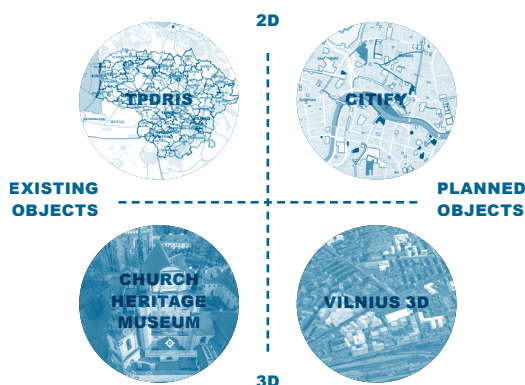 2D
TPDRIS
CITIFY
EXISTING
OBJECTS
PLANNED
OBJECTS
CHURCH
HERITAGE
MUSEUM
VILNIUS 3D
3D